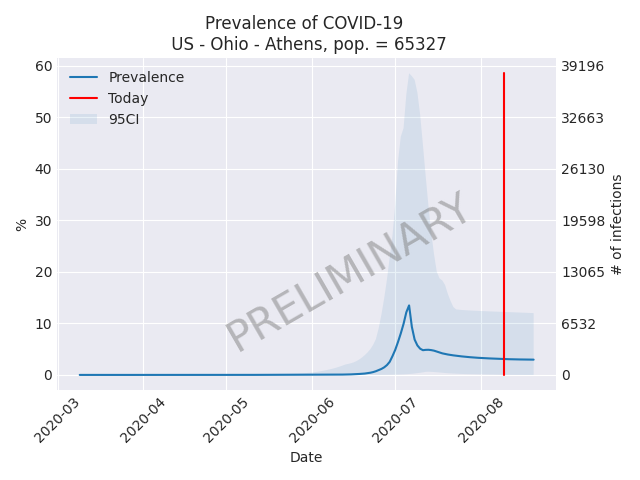 Prevalence of COVID-19
US - Ohio - Athens, pop. = 65327
60
50
40
30
20
10
0
%
39196
32663
26130
19598
13065
6532
0
# of infections
Prevalence
Today
95CI
PRELIMINARY
2020-03
2020-04
2020-05
2020-06
2020-07
2020-08
Date